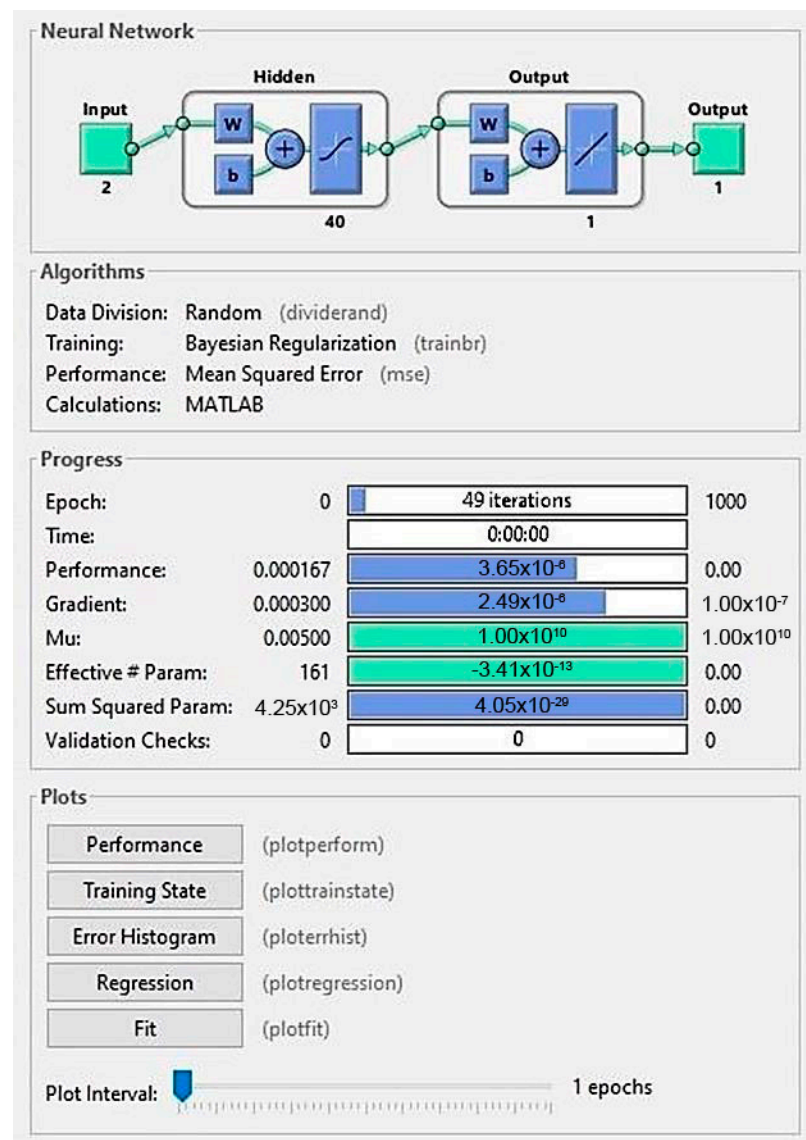 Neural Network
Hidden
Output
Input
Output
W
W
b
b
2
1
40
1
Algorithms
Data Division: Random (dividerand)
Training: Bayesian Regularization (trainbr)
Performance: Mean Squared Error (mse)
Calculations: MATLAB
Progress
Epoch: 0 49 iterations 1000
Time: 0:00:00
Performance: 0.000167 3.65x10⁻⁶ 0.00
Gradient: 0.000300 2.49x10⁻⁶ 1.00x10⁻⁷
Mu: 0.00500 1.00x10¹⁰ 1.00x10¹⁰
Effective # Param: 161 -3.41x10⁻¹³ 0.00
Sum Squared Param: 4.25x10³ 4.05x10⁻²⁹ 0.00
Validation Checks: 0 0 0
Plots
Performance (plotperform)
Training State (plottrainstate)
Error Histogram (ploterrhist)
Regression (plotregression)
Fit (plotfit)
Plot Interval: 1 epochs